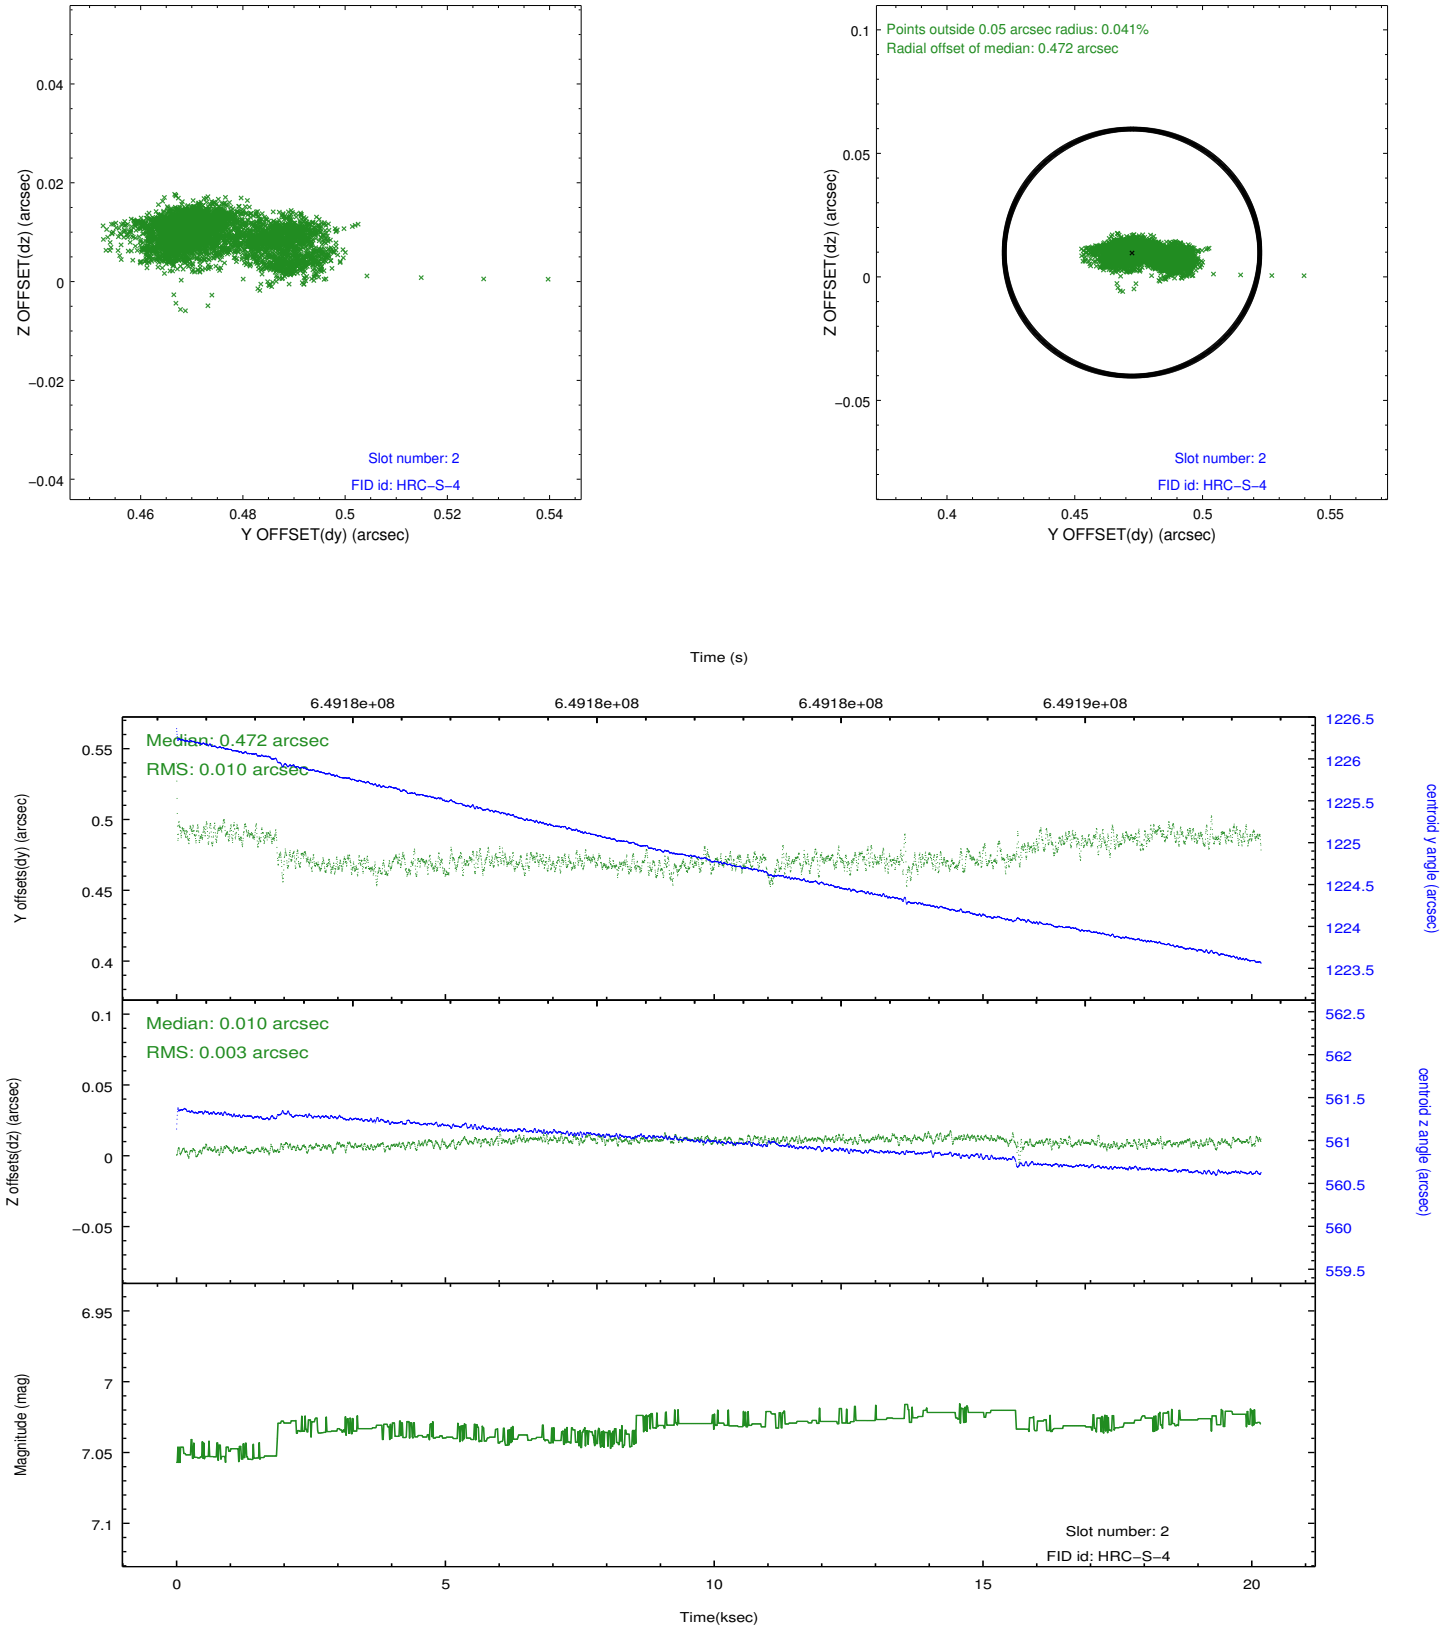 Z OFFSET(dz) (arcsec)
0.04
0.02
0
−0.02
−0.04
Slot number: 2
FID id: HRC−S−4
0.46
0.48
0.5
0.52
0.54
Y OFFSET(dy) (arcsec)
Points outside 0.05 arcsec radius: 0.041%
Radial offset of median: 0.472 arcsec
Z OFFSET(dz) (arcsec)
0.1
0.05
0
−0.05
Slot number: 2
FID id: HRC−S−4
0.4
0.45
0.5
0.55
Y OFFSET(dy) (arcsec)
Time (s)
6.4918e+08
6.4918e+08
6.4918e+08
6.4919e+08
Median: 0.472 arcsec
RMS: 0.010 arcsec
Y offsets(dy) (arcsec)
0.55
0.5
0.45
0.4
1226.5
1226
1225.5
1225
1224.5
1224
1223.5
centroid y angle (arcsec)
Median: 0.010 arcsec
RMS: 0.003 arcsec
Z offsets(dz) (arcsec)
0.1
0.05
0
−0.05
562.5
562
561.5
561
560.5
560
559.5
centroid z angle (arcsec)
Magnitude (mag)
6.95
7
7.05
7.1
Slot number: 2
FID id: HRC−S−4
0
5
10
15
20
Time(ksec)